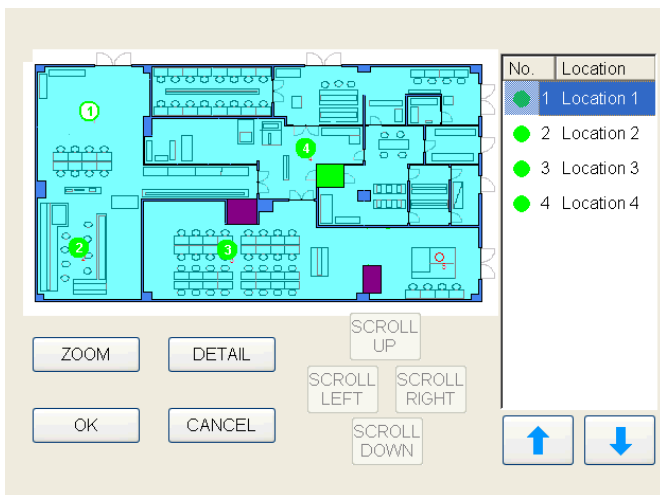 No. Location
1 Location 1
2 Location 2
3 Location 3
4 Location 4
1
4
2
3
ZOOM
DETAIL
OK
CANCEL
SCROLL
UP
SCROLL
LEFT
SCROLL
RIGHT
SCROLL
DOWN